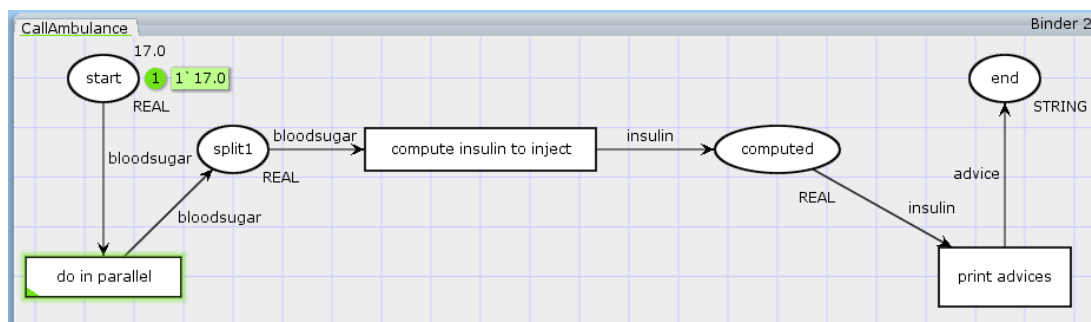 CallAmbulance
Binder 2
17.0
start
1
1`17.0
REAL
end
STRING
bloodsugar
split1
REAL
bloodsugar
compute insulin to inject
insulin
computed
REAL
bloodsugar
insulin
advice
do in parallel
print advices